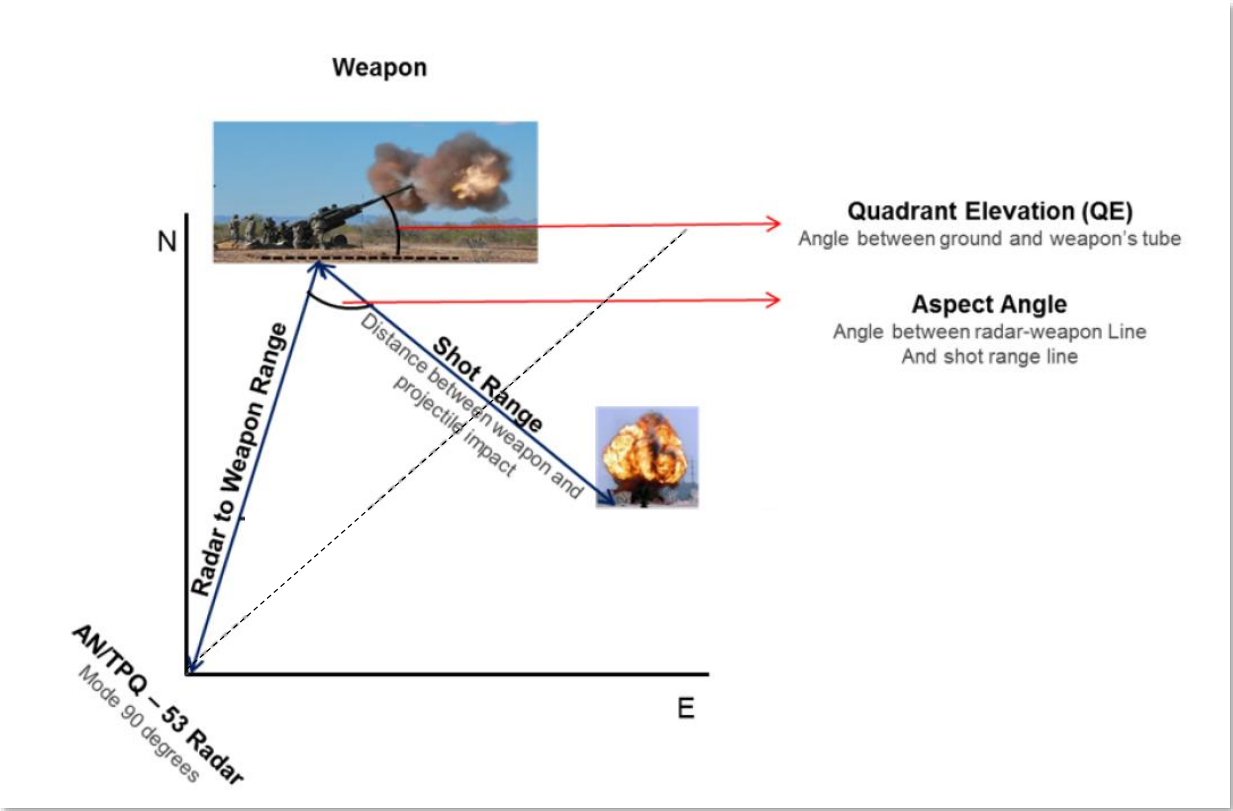 Weapon
N
Quadrant Elevation (QE)
Angle between ground and weapon's tube
Aspect Angle
Angle between radar-weapon Line
And shot range line
Radar to Weapon Range
Shot Range
Distance between weapon and
projectile impact
AN/TPQ – 53 Radar
Mode 90 degrees
E